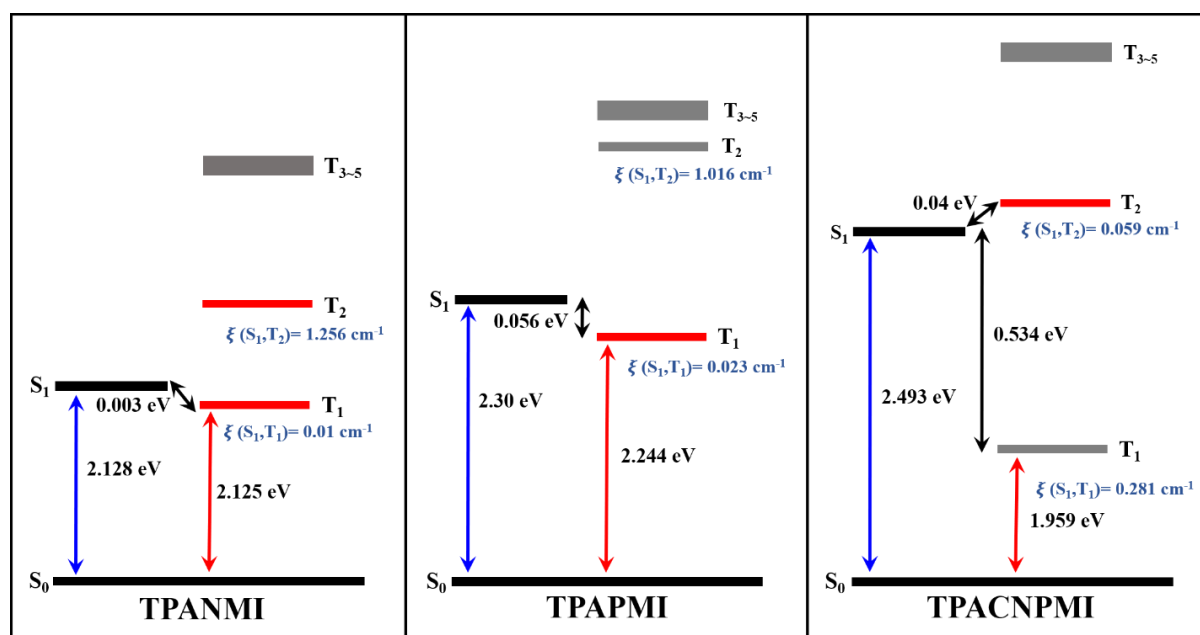 T₃~₅
T₂
ξ (S₁,T₂)= 1.256 cm⁻¹
S₁
0.003 eV
T₁
ξ (S₁,T₁)= 0.01 cm⁻¹
2.128 eV
2.125 eV
S₀
TPANMI
T₃~₅
T₂
ξ (S₁,T₂)= 1.016 cm⁻¹
S₁
0.056 eV
T₁
ξ (S₁,T₁)= 0.023 cm⁻¹
2.30 eV
2.244 eV
S₀
TPAPMI
T₃~₅
0.04 eV
T₂
ξ (S₁,T₂)= 0.059 cm⁻¹
S₁
0.534 eV
2.493 eV
T₁
ξ (S₁,T₁)= 0.281 cm⁻¹
1.959 eV
S₀
TPACNPMI